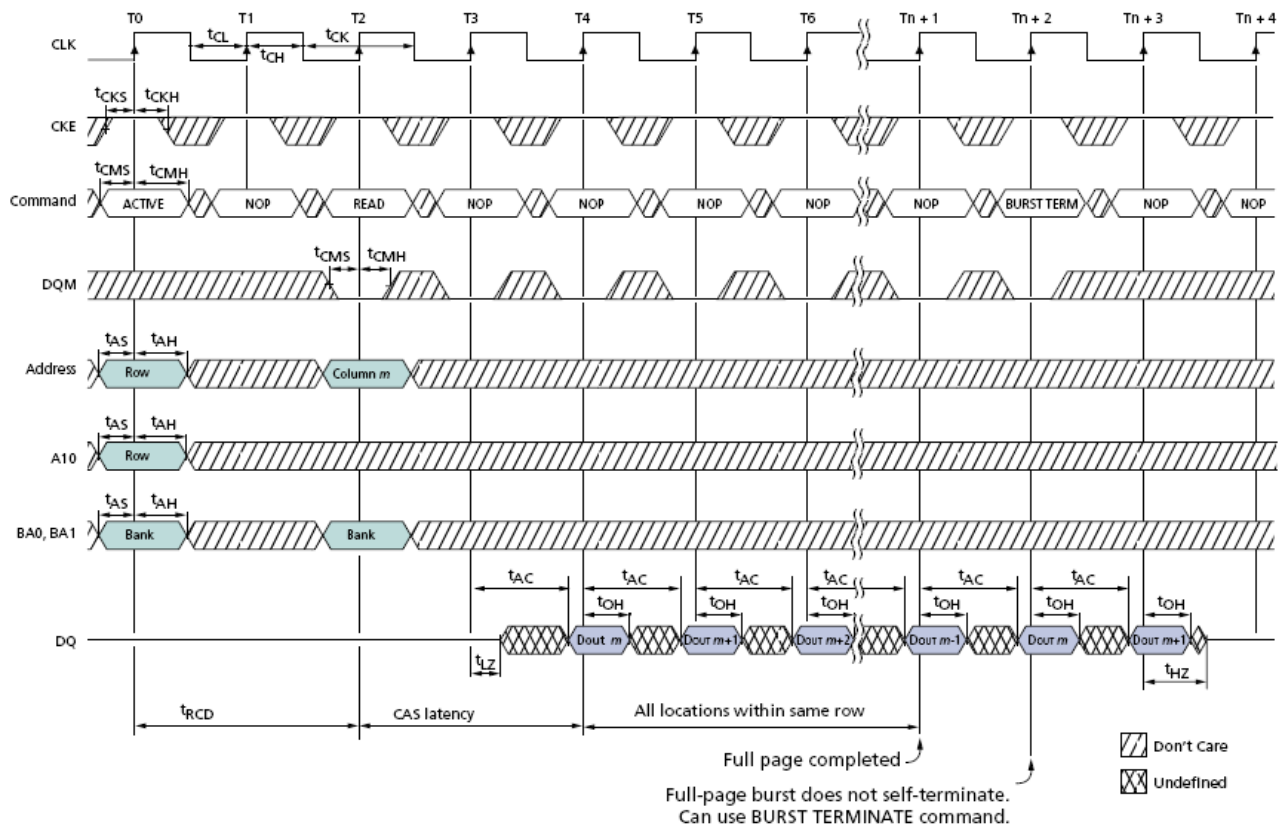 T0 T1 T2 T3 T4 T5 T6 Tn + 1 Tn + 2 Tn + 3 Tn + 4
CLK tCL tCH tCK
tCKS tCKH
CKE
tCMS tCMH
Command ACTIVE NOP READ NOP NOP NOP NOP NOP BURST TERM NOP NOP
tCMS tCMH
DQM
tAS tAH
Address Row Column m
tAS tAH
A10 Row
tAS tAH
BA0, BA1 Bank Bank
tAC tAC tAC tAC tAC tAC
tOH tOH tOH tOH tOH tOH
DQ Dout m DOUT m+1 DOUT m+2 DOUT m-1 DOUT m DOUT m+1
tLZ tHZ
tRCD CAS latency All locations within same row
Full page completed
Don't Care
Undefined
Full-page burst does not self-terminate.
Can use BURST TERMINATE command.